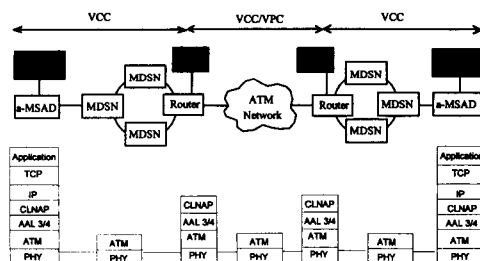 VCC VCC/VPC VCC
MDSN MDSN
a-MSAD MDSN Router ATM Network Router MDSN a-MSAD
MDSN MDSN
Application Application
TCP TCP
IP IP
CLNAP CLNAP CLNAP CLNAP
AAL 3/4 AAL 3/4 AAL 3/4 AAL 3/4
ATM ATM ATM ATM ATM ATM ATM
PHY PHY PHY PHY PHY PHY PHY